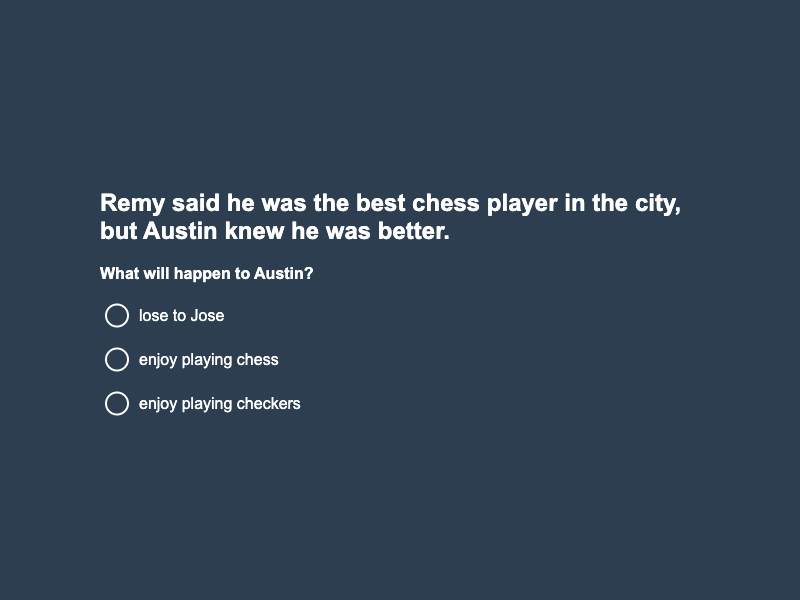 Remy said he was the best chess player in the city,
but Austin knew he was better.
What will happen to Austin?
lose to Jose
enjoy playing chess
enjoy playing checkers